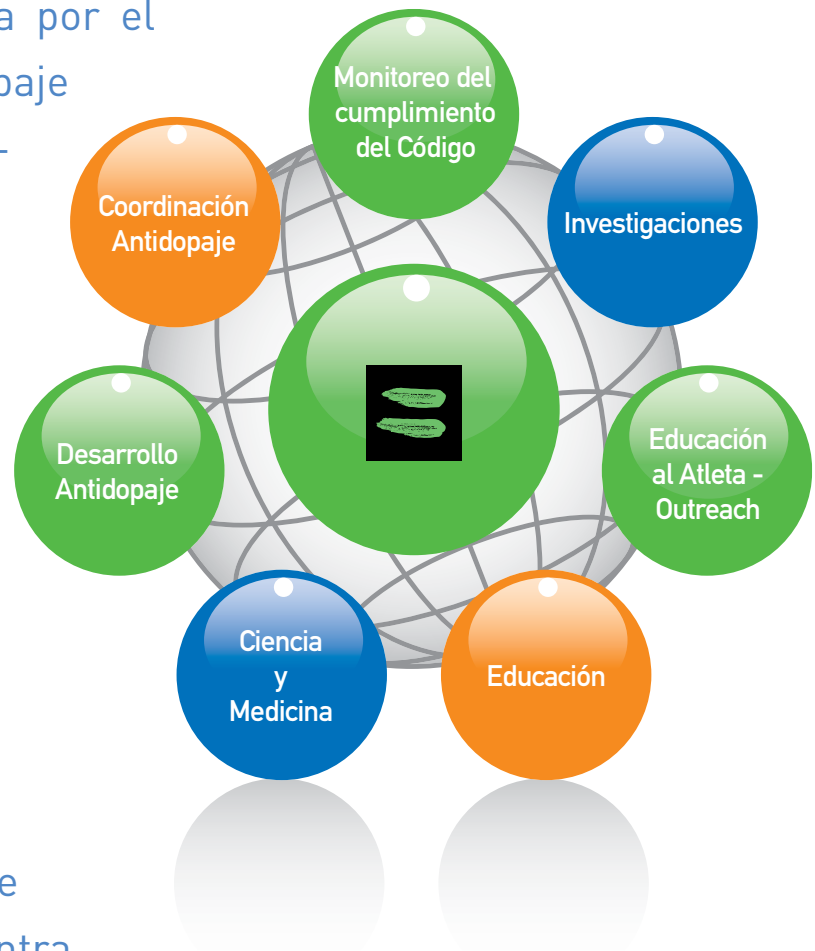 a por el
paje
-
Monitoreo del
cumplimiento
del Código
Coordinación
Antidopaje
Investigaciones
Desarrollo
Antidopaje
Educación
al Atleta -
Outreach
Ciencia
y
Medicina
Educación
e
ntra